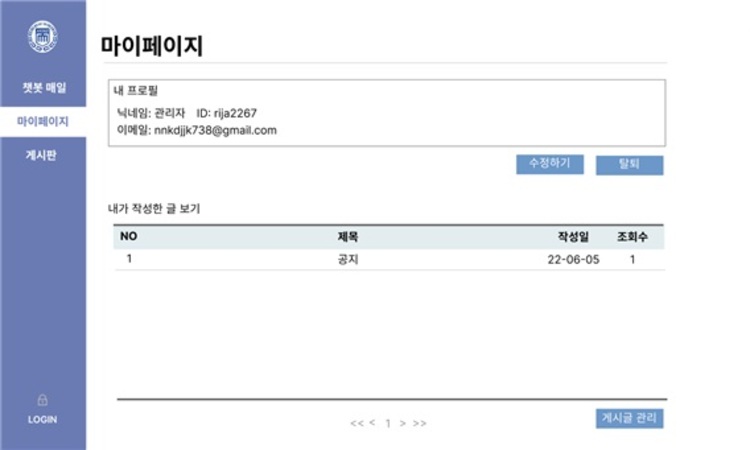 마이페이지
챗봇 매일
마이페이지
게시판
LOGIN
내 프로필
닉네임: 관리자 ID: rija2267
이메일: nnkdjjk738@gmail.com
수정하기 탈퇴
내가 작성한 글 보기
NO 제목 작성일 조회수
1 공지 22-06-05 1
<< < 1 > >>
게시글 관리